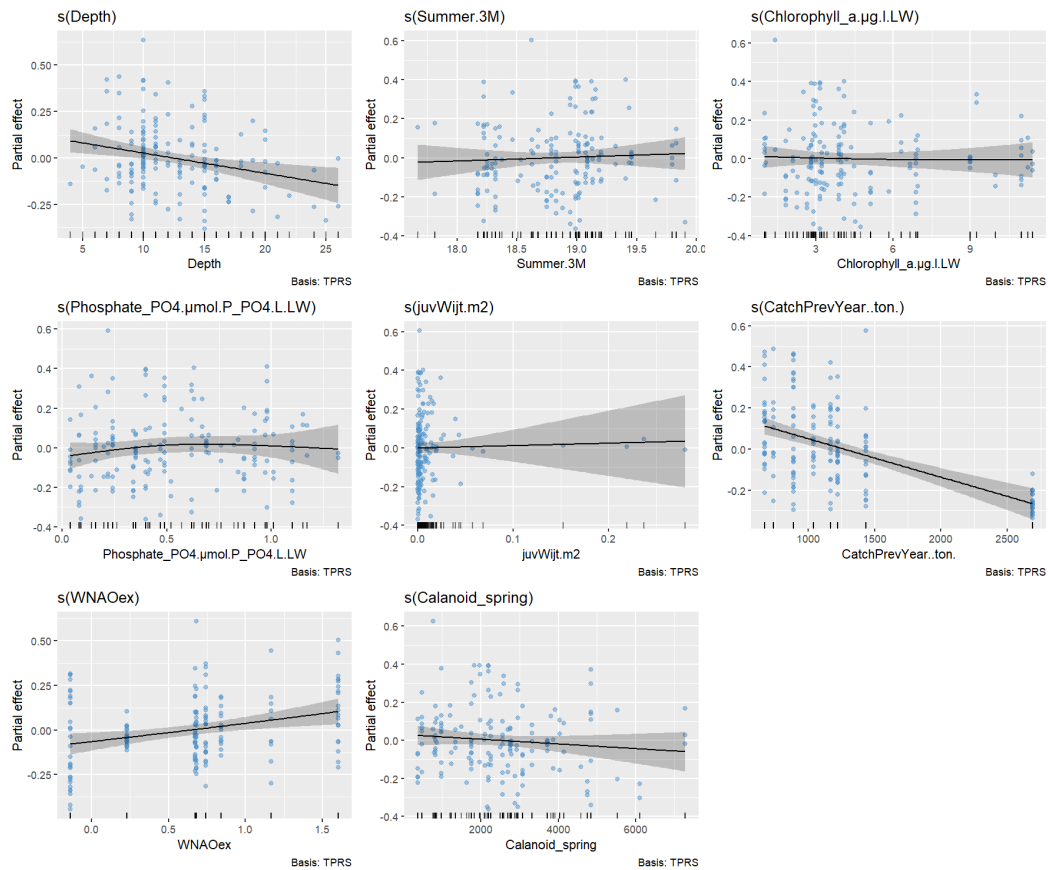 s(Depth)
Partial effect
0.50
0.25
0.00
-0.25
5 10 15 20 25
Depth
Basis: TPRS
s(Summer.3M)
Partial effect
0.6
0.4
0.2
0.0
-0.2
-0.4
18.0 18.5 19.0 19.5 20.0
Summer.3M
Basis: TPRS
s(Chlorophyll_a.µg.l.LW)
Partial effect
0.6
0.4
0.2
0.0
-0.2
-0.4
3 6 9
Chlorophyll_a.µg.l.LW
Basis: TPRS
s(Phosphate_PO4.µmol.P_PO4.L.LW)
Partial effect
0.6
0.4
0.2
0.0
-0.2
-0.4
0.0 0.5 1.0
Phosphate_PO4.µmol.P_PO4.L.LW
Basis: TPRS
s(juvWijt.m2)
Partial effect
0.6
0.4
0.2
0.0
-0.2
-0.4
0.0 0.1 0.2
juvWijt.m2
Basis: TPRS
s(CatchPrevYear..ton.)
Partial effect
0.6
0.4
0.2
0.0
-0.2
1000 1500 2000 2500
CatchPrevYear..ton.
Basis: TPRS
s(WNAOex)
Partial effect
0.50
0.25
0.00
-0.25
0.0 0.5 1.0 1.5
WNAOex
Basis: TPRS
s(Calanoid_spring)
Partial effect
0.6
0.4
0.2
0.0
-0.2
-0.4
2000 4000 6000
Calanoid_spring
Basis: TPRS